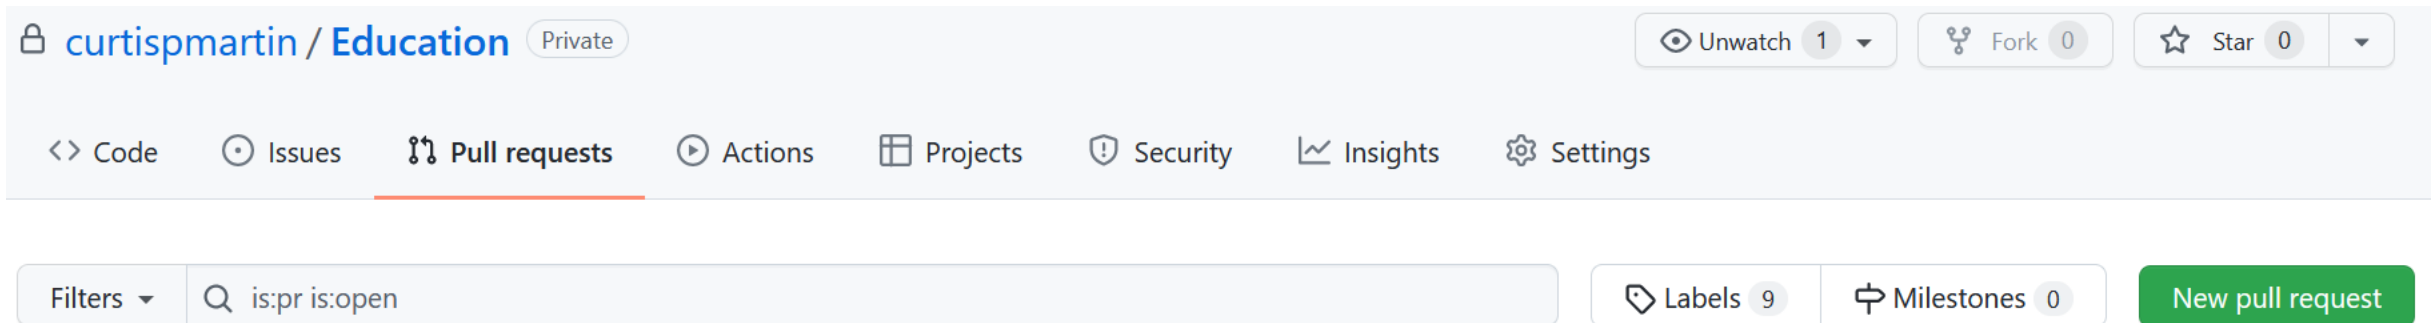 curtispmartin / Education Private Unwatch 1 Fork 0 Star 0
Code Issues Pull requests Actions Projects Security Insights Settings
Filters is:pr is:open Labels 9 Milestones 0 New pull request